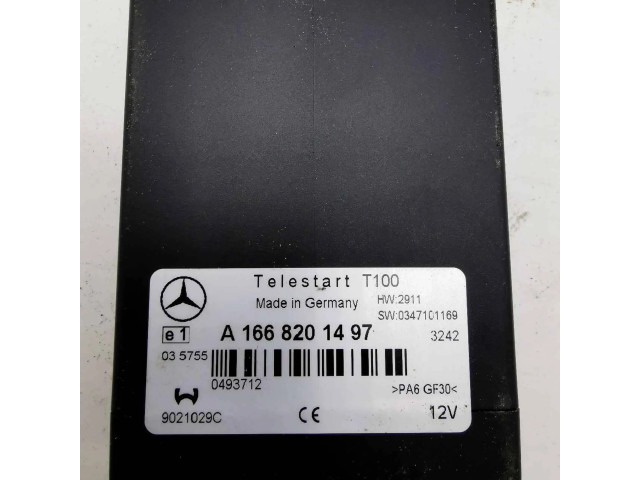 Telestart T100
Made in Germany HW:2911
SW:0347101169
e1 A 166 820 14 97 3242
03 5755
0493712 >PA6 GF30<
9021029C CE 12V